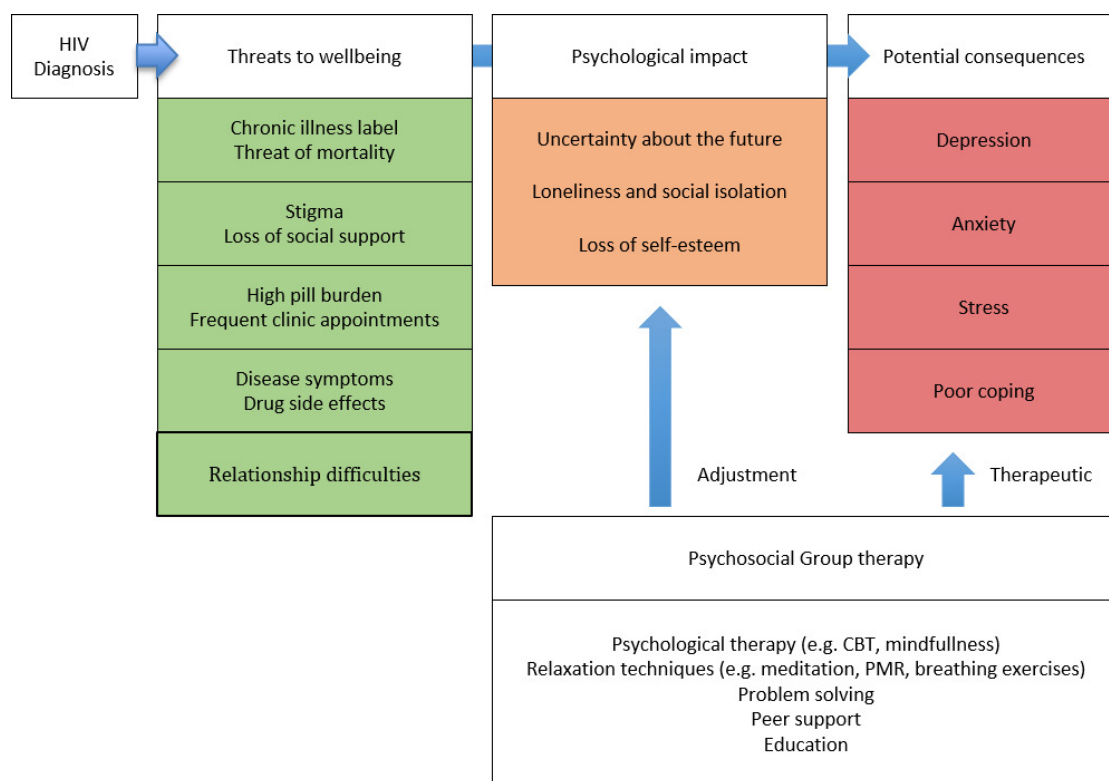 HIV
Diagnosis
Threats to wellbeing
Psychological impact
Potential consequences
Chronic illness label
Threat of mortality
Stigma
Loss of social support
High pill burden
Frequent clinic appointments
Disease symptoms
Drug side effects
Relationship difficulties
Uncertainty about the future
Loneliness and social isolation
Loss of self-esteem
Depression
Anxiety
Stress
Poor coping
Adjustment
Therapeutic
Psychosocial Group therapy
Psychological therapy (e.g. CBT, mindfullness)
Relaxation techniques (e.g. meditation, PMR, breathing exercises)
Problem solving
Peer support
Education